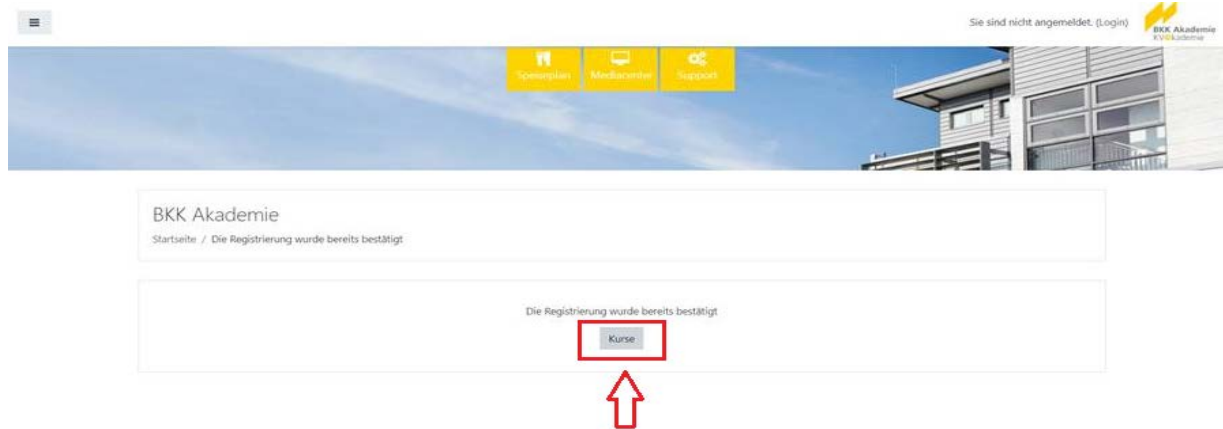 Sie sind nicht angemeldet. (Login)
BKK Akademie
Speiseplan Mediacenter Support
BKK Akademie
Startseite / Die Registrierung wurde bereits bestätigt
Die Registrierung wurde bereits bestätigt
Kurse